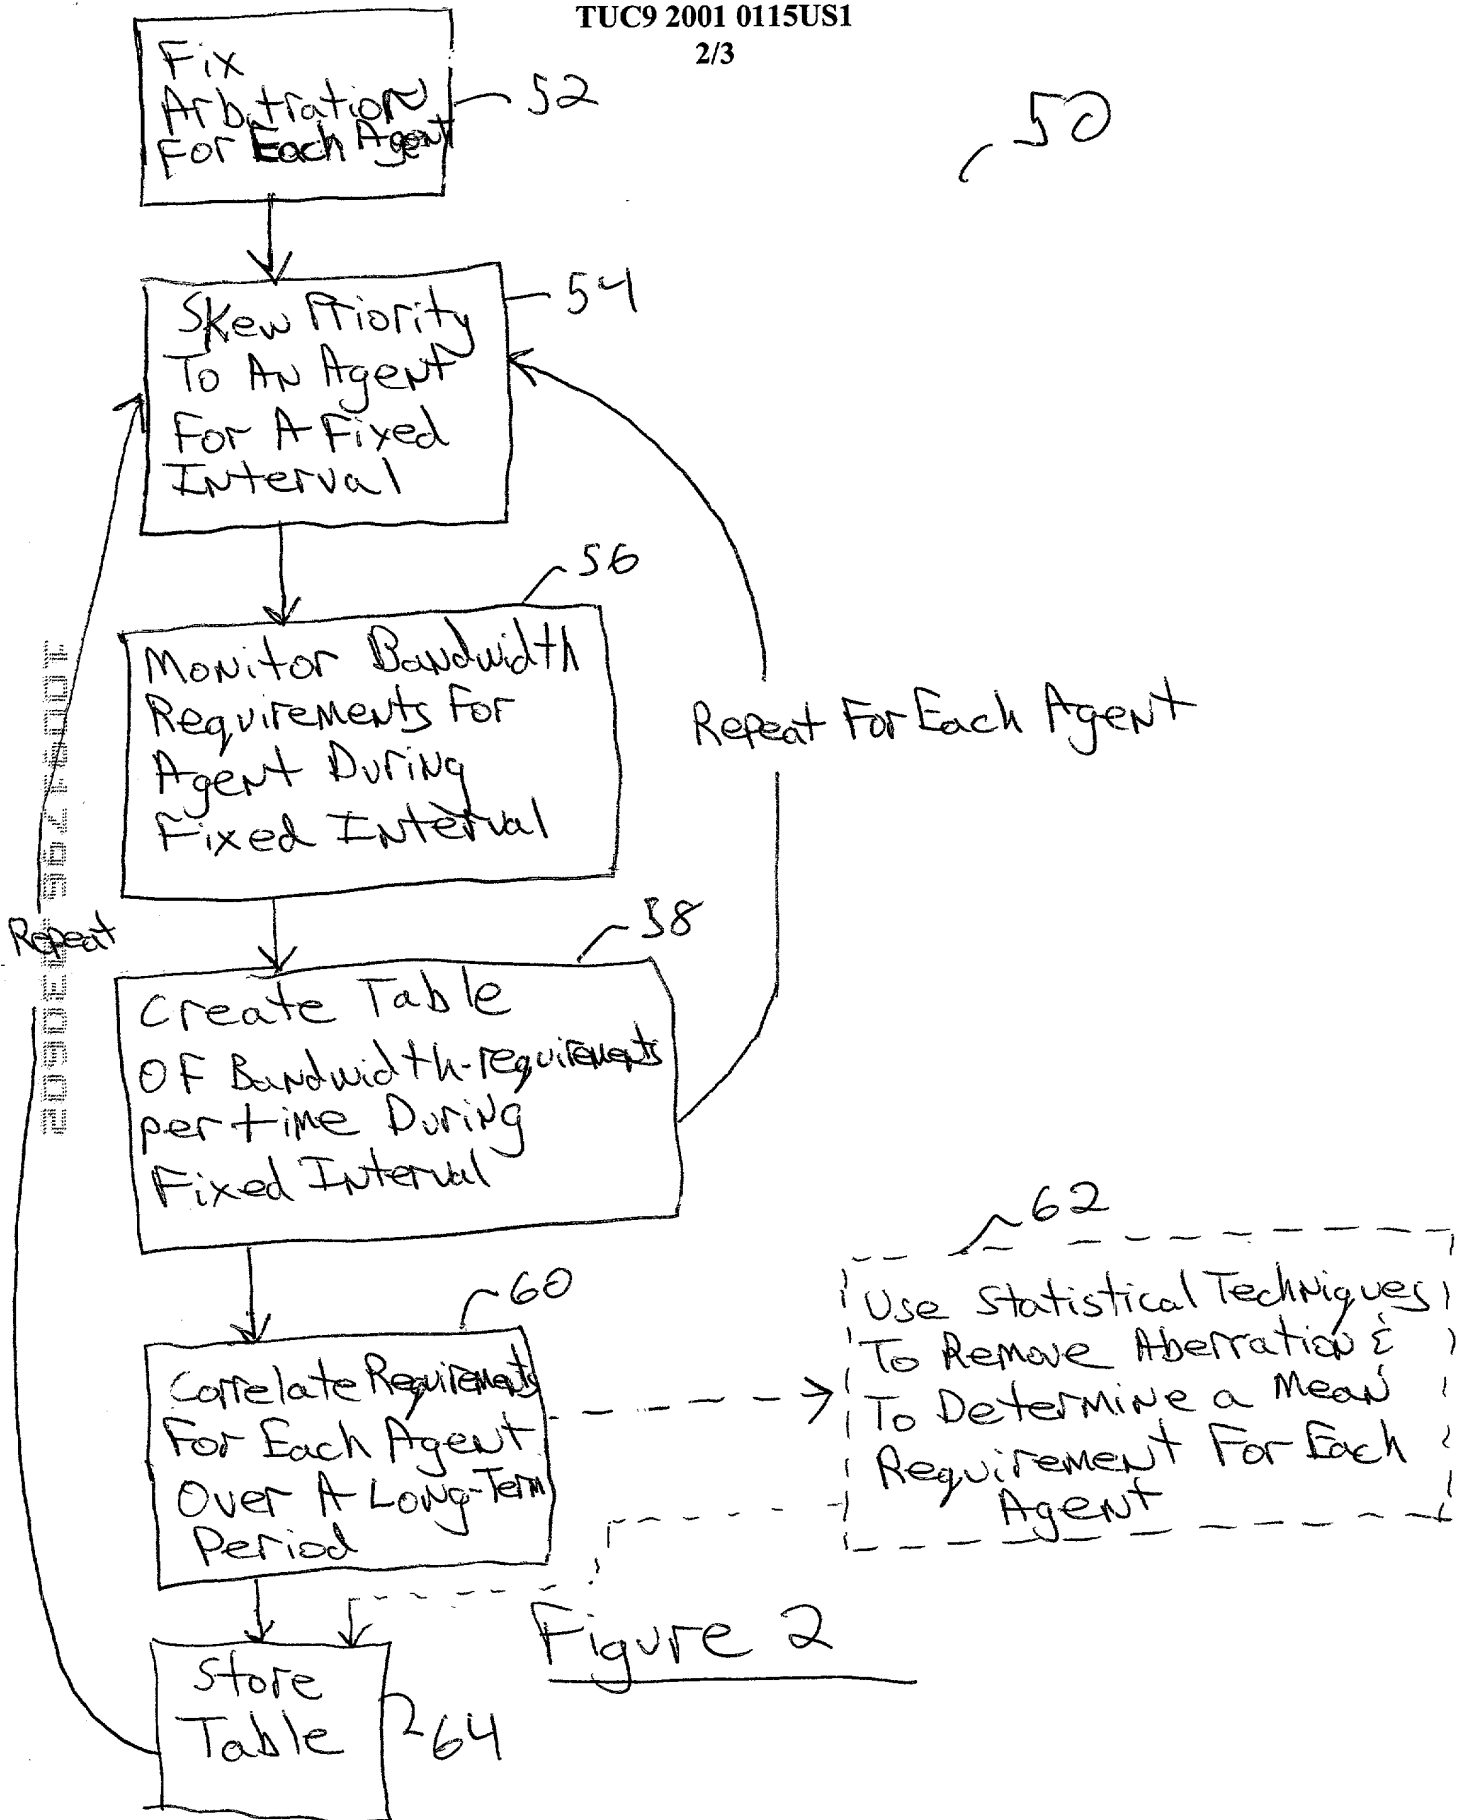 TUC9 2001 0115US1
2/3
50
Fix
Arbitration
For Each Agent
52
Skew Priority
To An Agent
For A Fixed
Interval
54
Monitor Bandwidth
Requirements For
Agent During
Fixed Interval
56
Repeat For Each Agent
Repeat
Create Table
OF Bandwidth-requirements
per time During
Fixed Interval
58
Correlate Requirements
For Each Agent
Over A Long-Term
Period
60
Use Statistical Techniques
To Remove Aberration &
To Determine a Mean
Requirement For Each
Agent
62
Store
Table
64
Figure 2